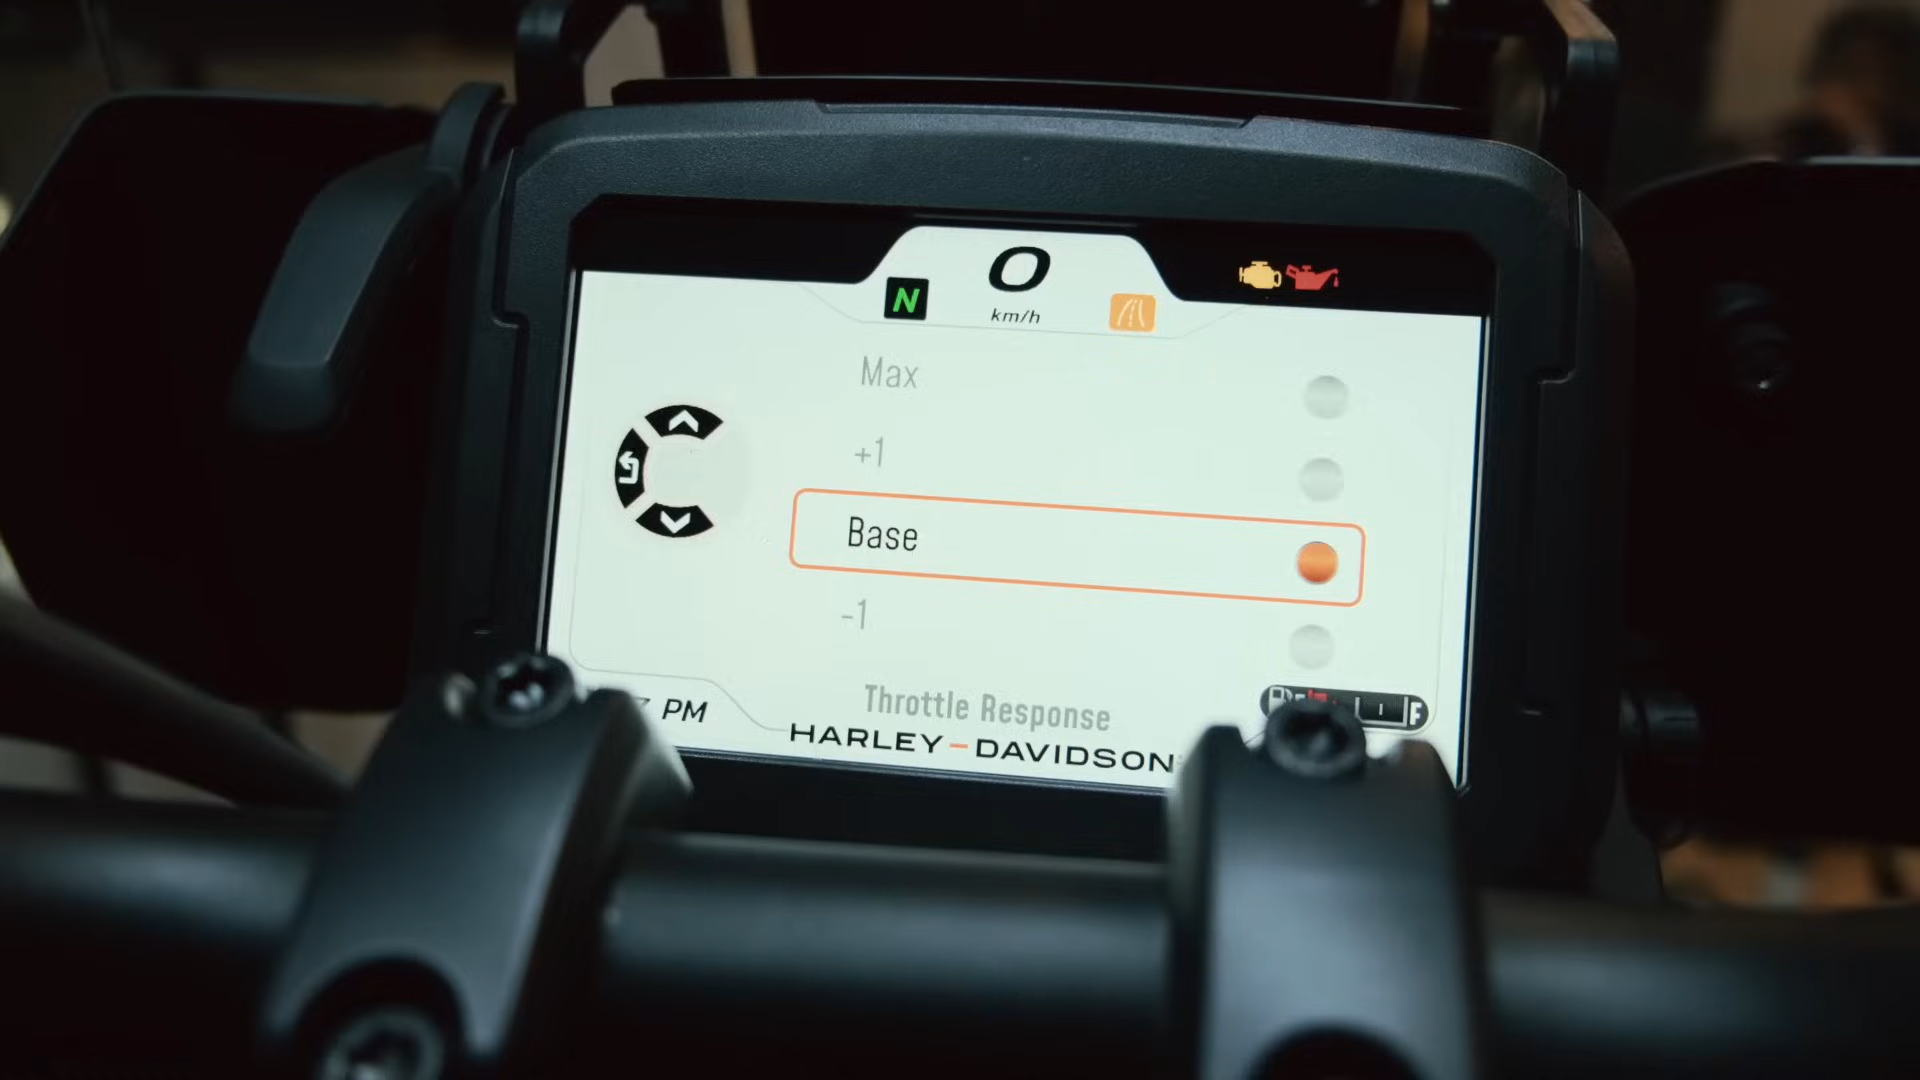 0
N
km/h
Max
+1
Base
-1
Throttle Response
PM
F
HARLEY-DAVIDSON